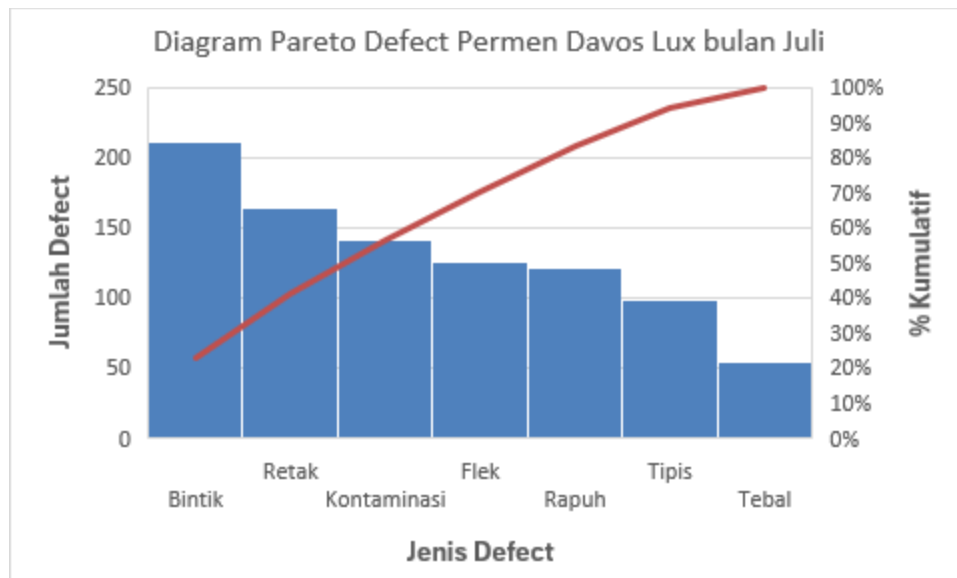 Diagram Pareto Defect Permen Davos Lux bulan Juli
250
200
150
100
50
0
Jumlah Defect
100%
90%
80%
70%
60%
50%
40%
30%
20%
10%
0%
% Kumulatif
Bintik
Retak
Kontaminasi
Flek
Rapuh
Tipis
Tebal
Jenis Defect